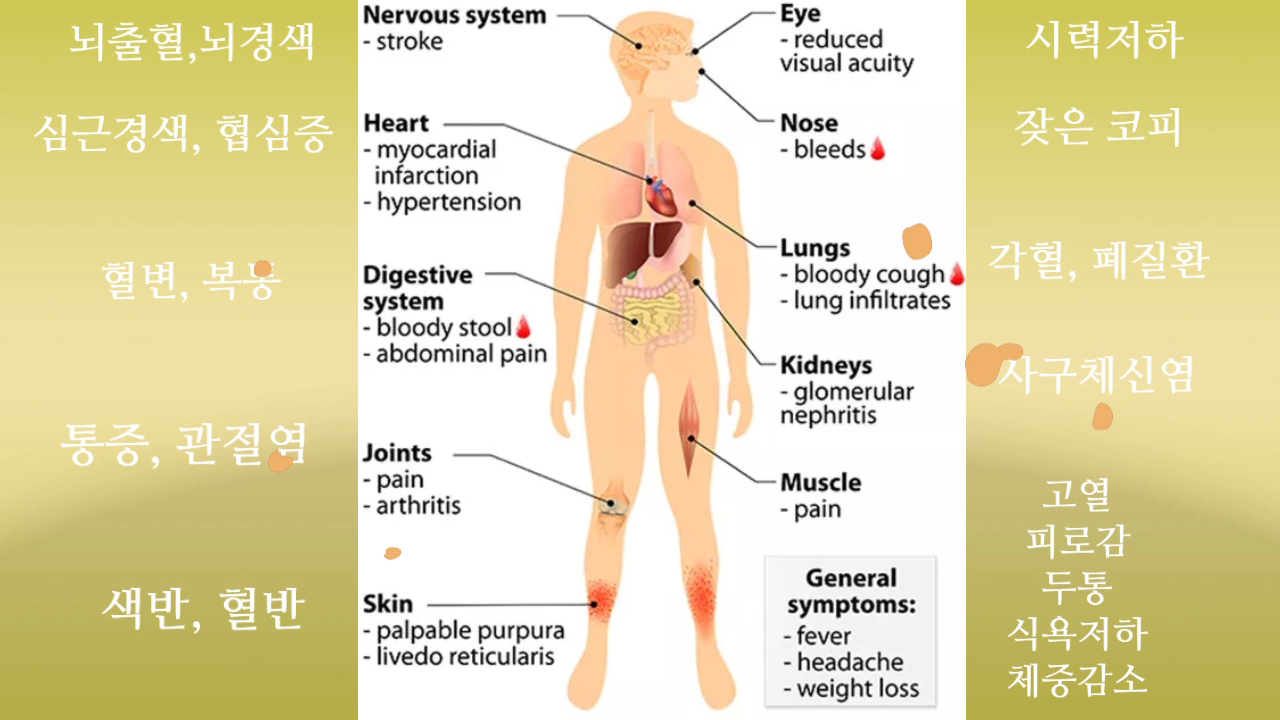 뇌출혈,뇌경색
심근경색, 협심증
혈변, 복통
통증, 관절염
색반, 혈반
Nervous system
- stroke
Heart
- myocardial
infarction
- hypertension
Digestive
system
- bloody stool
- abdominal pain
Joints
- pain
- arthritis
Skin
- palpable purpura
- livedo reticularis
Eye
- reduced
visual acuity
Nose
- bleeds
Lungs
- bloody cough
- lung infiltrates
Kidneys
- glomerular
nephritis
Muscle
- pain
General
symptoms:
- fever
- headache
- weight loss
시력저하
잦은 코피
각혈, 폐질환
사구체신염
고열
피로감
두통
식욕저하
체중감소